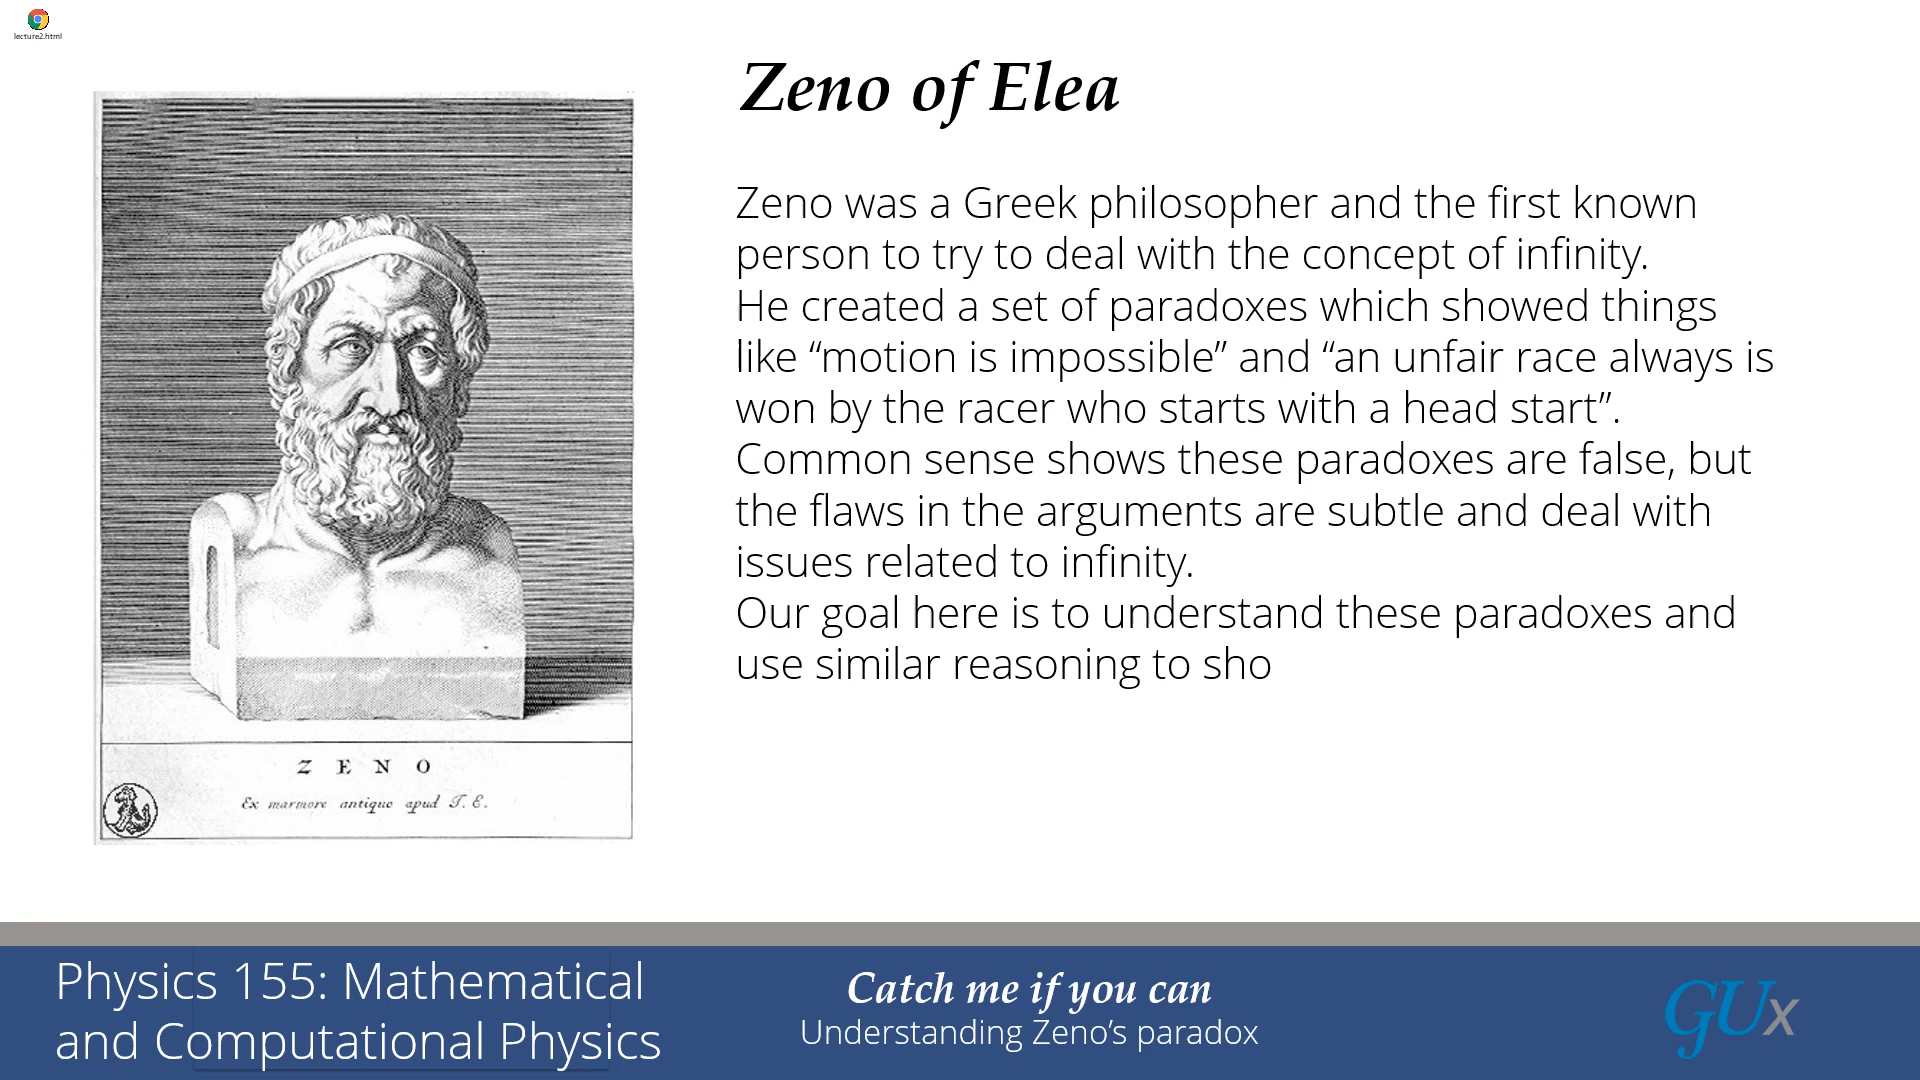 lecture2.html
Zeno of Elea
Zeno was a Greek philosopher and the first known
person to try to deal with the concept of infinity.
He created a set of paradoxes which showed things
like “motion is impossible” and “an unfair race always is
won by the racer who starts with a head start”.
Common sense shows these paradoxes are false, but
the flaws in the arguments are subtle and deal with
issues related to infinity.
Our goal here is to understand these paradoxes and
use similar reasoning to sho
Z E N O
Ex marmore antiquo apud T. E.
Physics 155: Mathematical
and Computational Physics
Catch me if you can
Understanding Zeno’s paradox
GUx